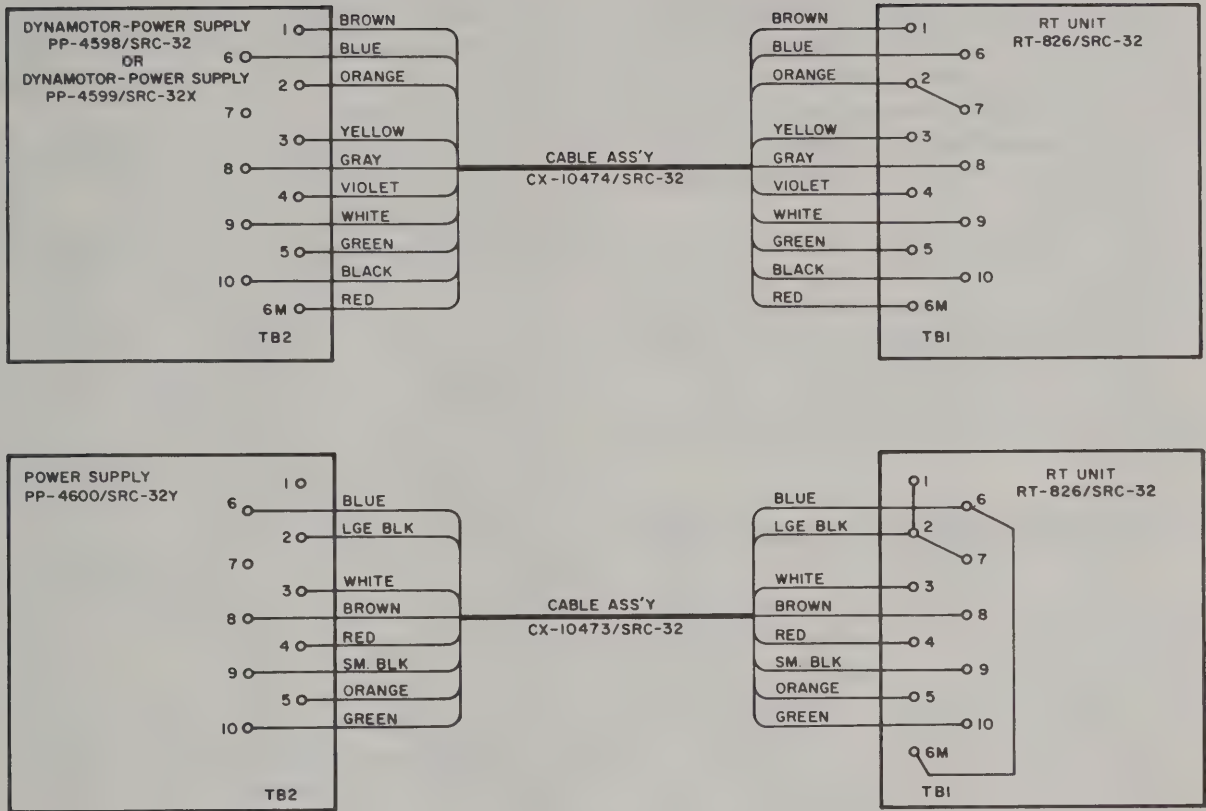 DYNAMOTOR-POWER SUPPLY
PP-4598/SRC-32
OR
DYNAMOTOR-POWER SUPPLY
PP-4599/SRC-32X
1
6
2
7
3
8
4
9
5
10
6M
TB2
BROWN
BLUE
ORANGE
YELLOW
GRAY
VIOLET
WHITE
GREEN
BLACK
RED
CABLE ASS'Y
CX-10474/SRC-32
BROWN
BLUE
ORANGE
YELLOW
GRAY
VIOLET
WHITE
GREEN
BLACK
RED
RT UNIT
RT-826/SRC-32
1
6
2
7
3
8
4
9
5
10
6M
TB1
POWER SUPPLY
PP-4600/SRC-32Y
1
6
2
7
3
8
4
9
5
10
TB2
BLUE
LGE BLK
WHITE
BROWN
RED
SM. BLK
ORANGE
GREEN
CABLE ASS'Y
CX-10473/SRC-32
BLUE
LGE BLK
WHITE
BROWN
RED
SM. BLK
ORANGE
GREEN
RT UNIT
RT-826/SRC-32
1
6
2
7
3
8
4
9
5
10
6M
TB1